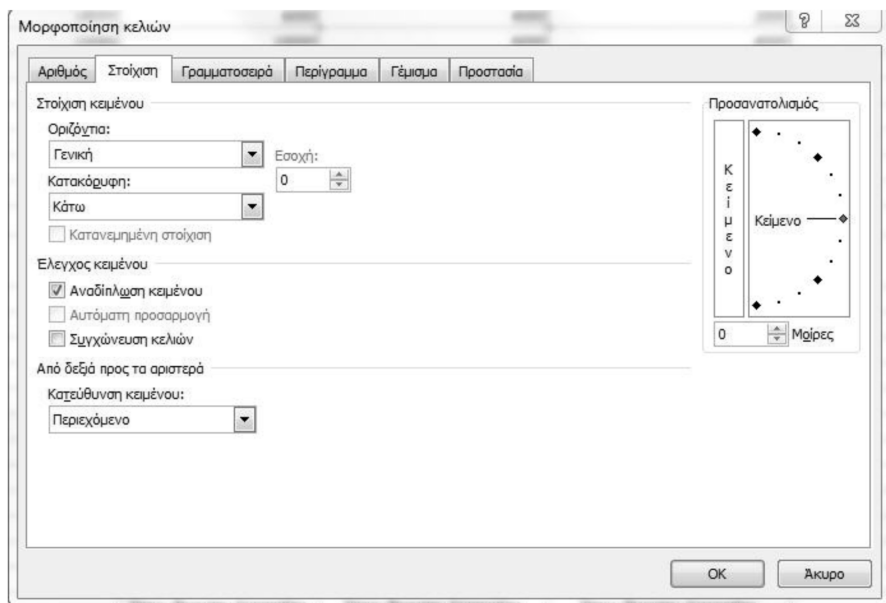 Μορφοποίηση κελιών
Αριθμός Στοίχιση Γραμματοσειρά Περίγραμμα Γέμισμα Προστασία
Στοίχιση κειμένου
Οριζόντια:
Γενική
Εσοχή:
0
Κατακόρυφη:
Κάτω
Κατανεμημένη στοίχιση
Έλεγχος κειμένου
Αναδίπλωση κειμένου
Αυτόματη προσαρμογή
Συγχώνευση κελιών
Από δεξιά προς τα αριστερά
Κατεύθυνση κειμένου:
Περιεχόμενο
Προσανατολισμός
Κείμενο
Κείμενο
0 Μοίρες
OK Άκυρο